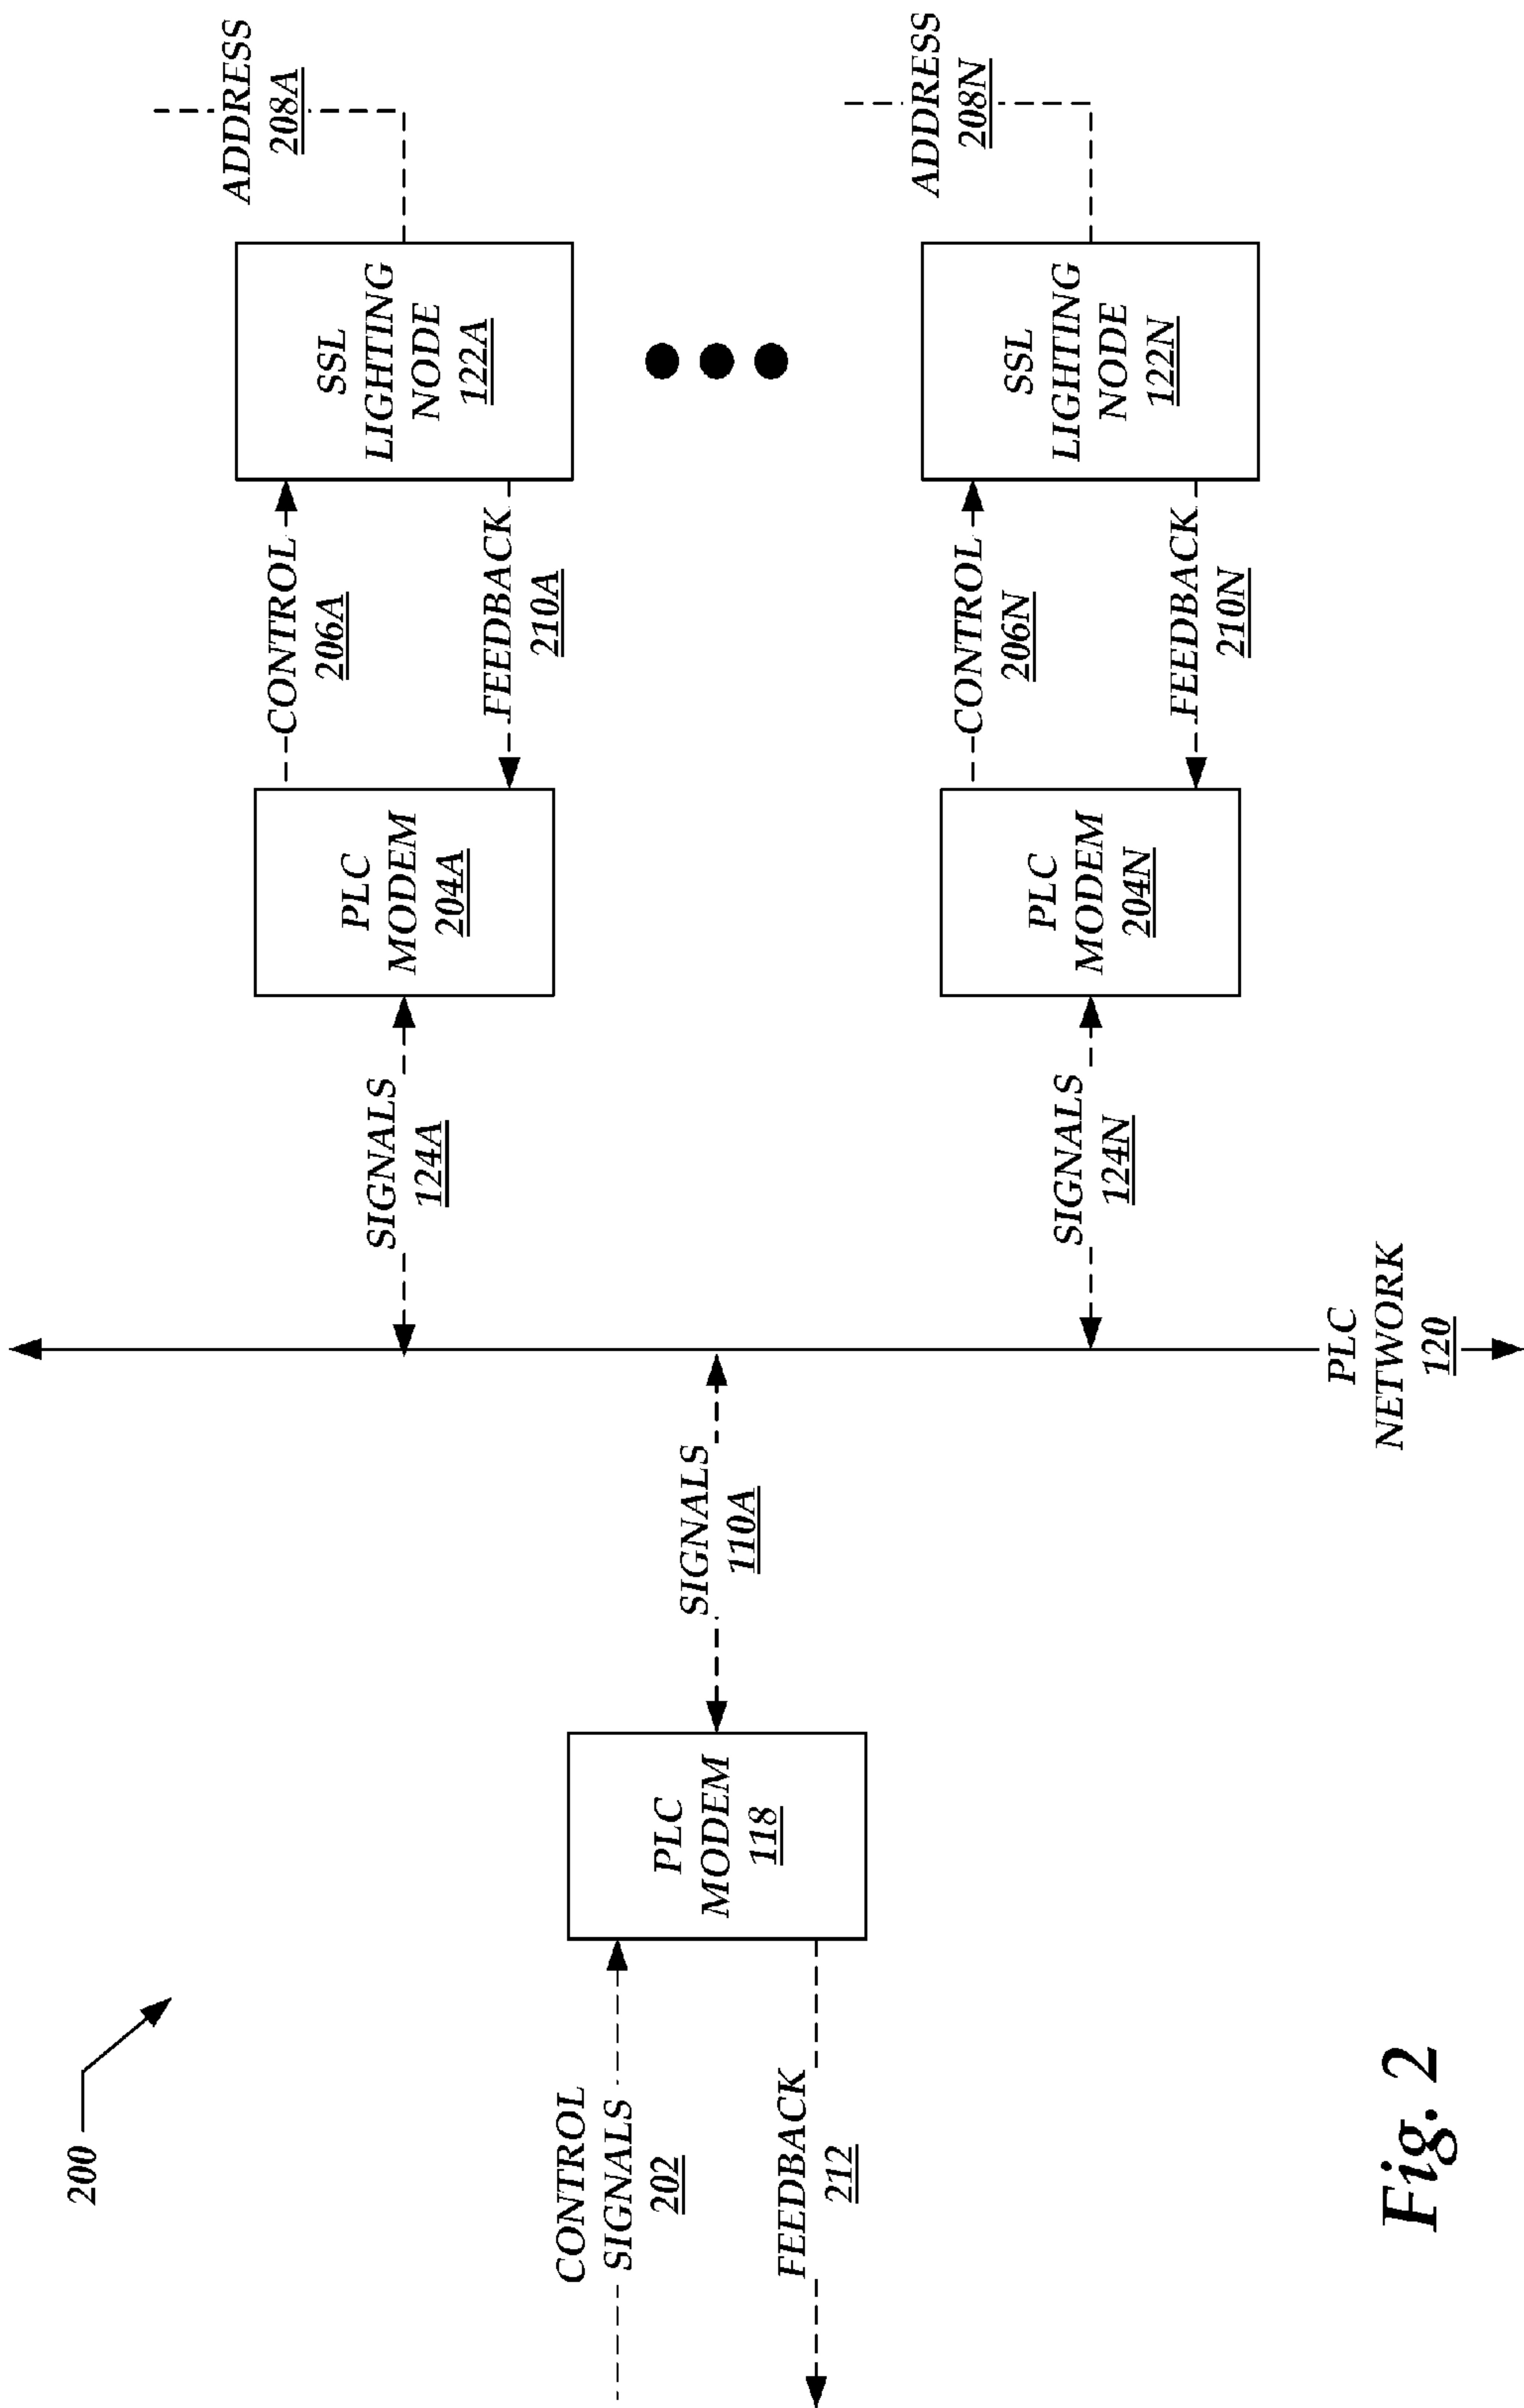 200
CONTROL
SIGNALS
202
FEEDBACK
212
PLC
MODEM
118
SIGNALS
110A
PLC
NETWORK
120
SIGNALS
124A
PLC
MODEM
204A
CONTROL
206A
FEEDBACK
210A
SSL
LIGHTING
NODE
122A
ADDRESS
208A
SIGNALS
124N
PLC
MODEM
204N
CONTROL
206N
FEEDBACK
210N
SSL
LIGHTING
NODE
122N
ADDRESS
208N
Fig. 2